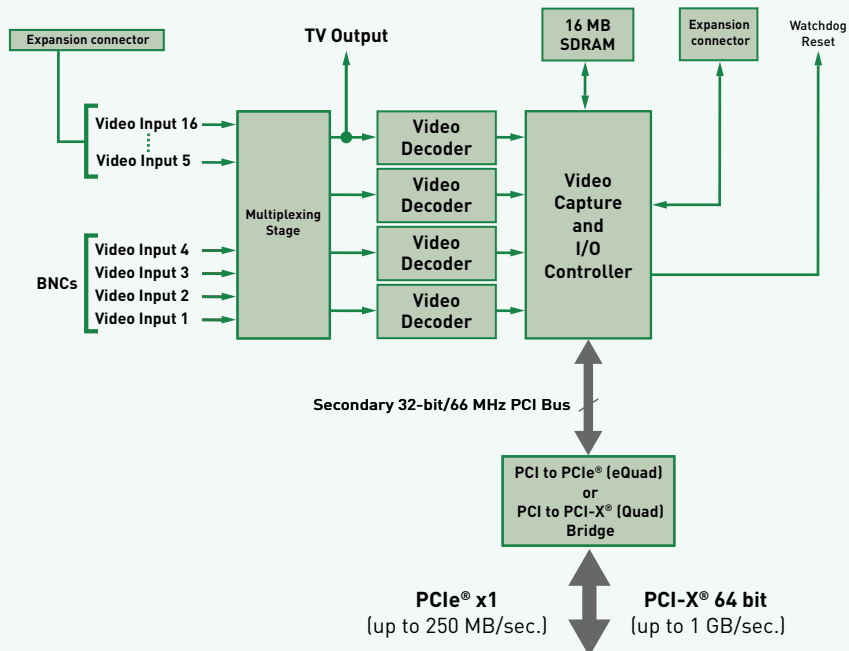 Expansion connector
TV Output
16 MB
SDRAM
Expansion
connector
Watchdog
Reset
Video Input 16
Video Input 5
Multiplexing
Stage
BNCs
Video Input 4
Video Input 3
Video Input 2
Video Input 1
Video
Decoder
Video
Decoder
Video
Decoder
Video
Decoder
Video
Capture
and
I/O
Controller
Secondary 32-bit/66 MHz PCI Bus
PCI to PCIe® (eQuad)
or
PCI to PCI-X® (Quad)
Bridge
PCIe® x1
(up to 250 MB/sec.)
PCI-X® 64 bit
(up to 1 GB/sec.)